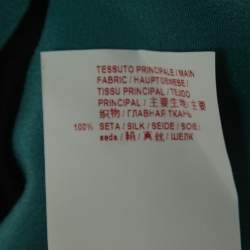 TESSUTO PRINCIPALE/MAIN
FABRIC / HAUPTGEWEBE /
TISSU PRINCIPAL / TEJIDO
PRINCIPAL / 主要生地/主要
织物 / ГЛАВНАЯ ТКАНЬ
100% SETA / SILK / SEIDE / SOIE/
seda / 絹 / 真丝 / ШЕЛК